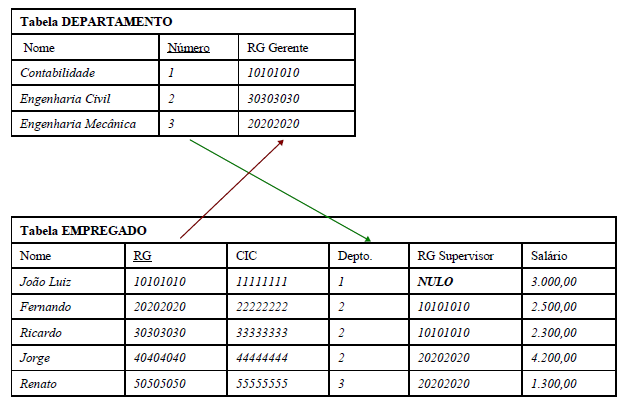 Tabela DEPARTAMENTO
Nome Número RG Gerente
Contabilidade 1 10101010
Engenharia Civil 2 30303030
Engenharia Mecânica 3 20202020
Tabela EMPREGADO
Nome RG CIC Depto. RG Supervisor Salário
João Luiz 10101010 11111111 1 NULO 3.000,00
Fernando 20202020 22222222 2 10101010 2.500,00
Ricardo 30303030 33333333 2 10101010 2.300,00
Jorge 40404040 44444444 2 20202020 4.200,00
Renato 50505050 55555555 3 20202020 1.300,00